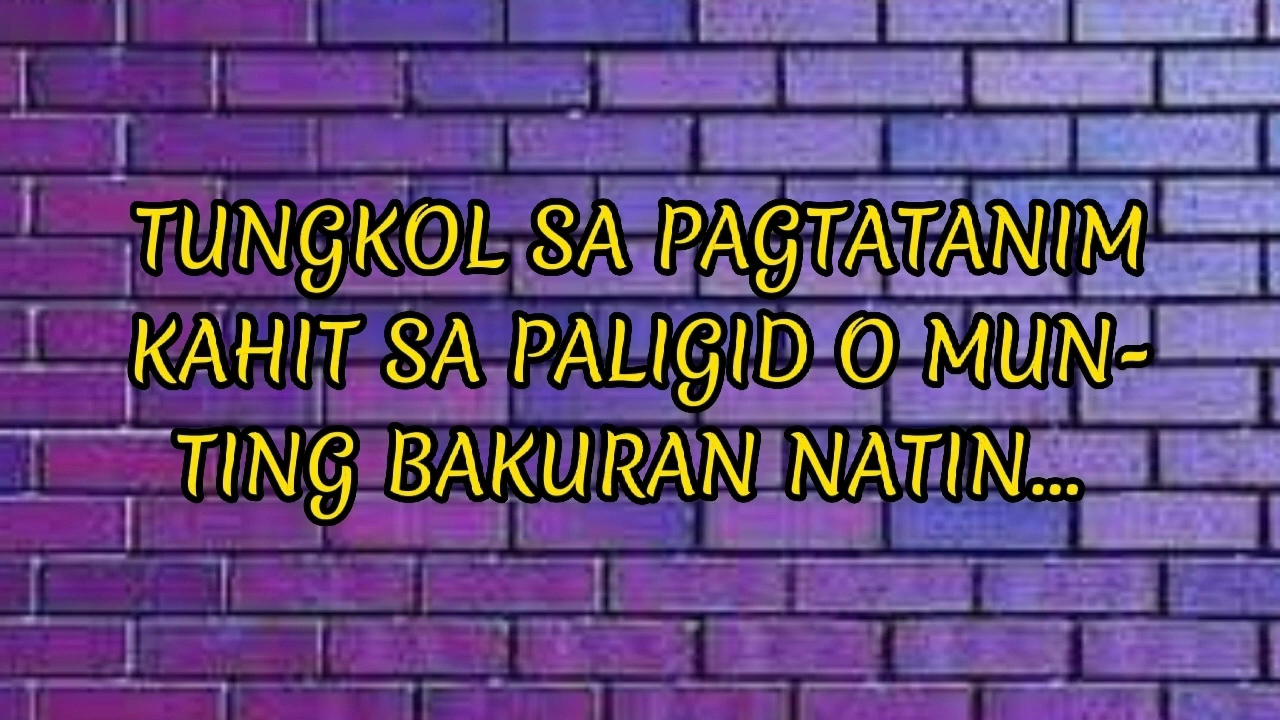 TUNGKOL SA PAGTATANIM
KAHIT SA PALIGID O MUN-
TING BAKURAN NATIN...